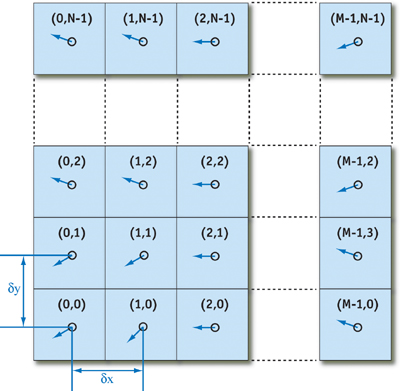 (0,N-1) (1,N-1) (2,N-1) (M-1,N-1)
(0,2) (1,2) (2,2) (M-1,2)
(0,1) (1,1) (2,1) (M-1,3)
δy
(0,0) (1,0) (2,0) (M-1,0)
δx